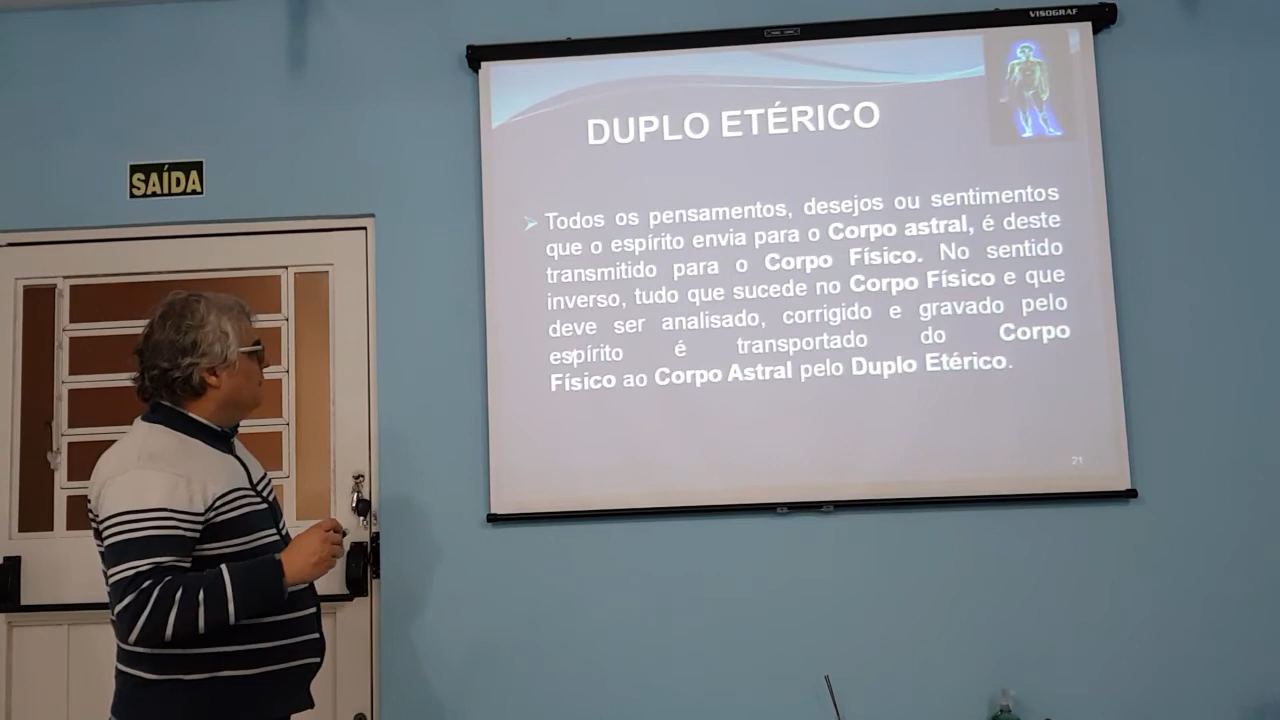 VISOGRAF
DUPLO ETÉRICO
SAÍDA
Todos os pensamentos, desejos ou sentimentos
que o espírito envia para o Corpo astral, é deste
transmitido para o Corpo Físico. No sentido
inverso, tudo que sucede no Corpo Físico e que
deve ser analisado, corrigido e gravado pelo
espírito é transportado do Corpo
Físico ao Corpo Astral pelo Duplo Etérico.
21